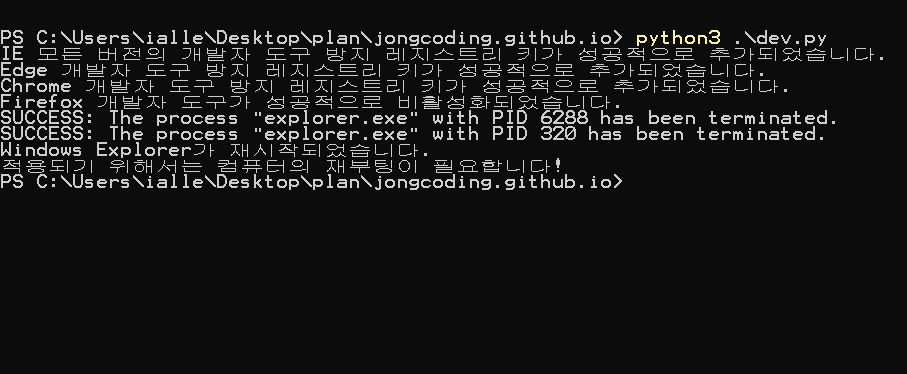 PS C:\Users\ialle\Desktop\plan\jongcoding.github.io> python3 .\dev.py
IE 모든 버전의 개발자 도구 방지 레지스트리 키가 성공적으로 추가되었습니다.
Edge 개발자 도구 방지 레지스트리 키가 성공적으로 추가되었습니다.
Chrome 개발자 도구 방지 레지스트리 키가 성공적으로 추가되었습니다.
Firefox 개발자 도구가 성공적으로 비활성화되었습니다.
SUCCESS: The process "explorer.exe" with PID 6288 has been terminated.
SUCCESS: The process "explorer.exe" with PID 320 has been terminated.
Windows Explorer가 재시작되었습니다.
적용되기 위해서는 컴퓨터의 재부팅이 필요합니다!
PS C:\Users\ialle\Desktop\plan\jongcoding.github.io>